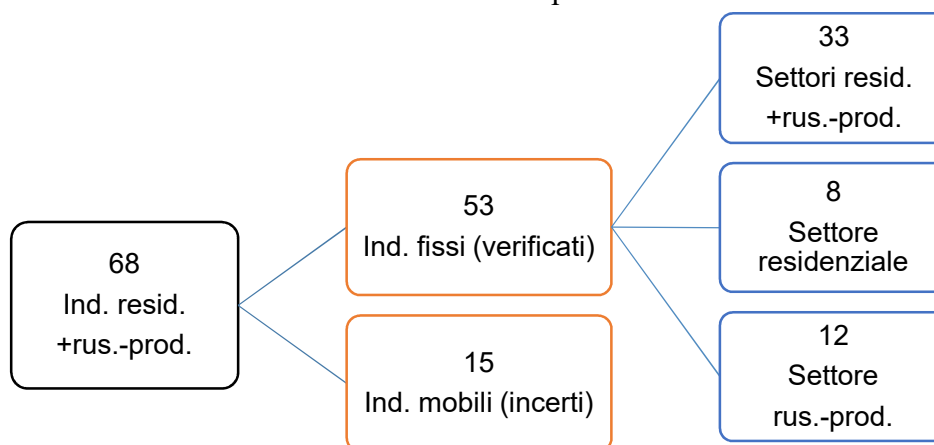 68
Ind. resid.
+rus.-prod.
53
Ind. fissi (verificati)
15
Ind. mobili (incerti)
33
Settori resid.
+rus.-prod.
8
Settore
residenziale
12
Settore
rus.-prod.